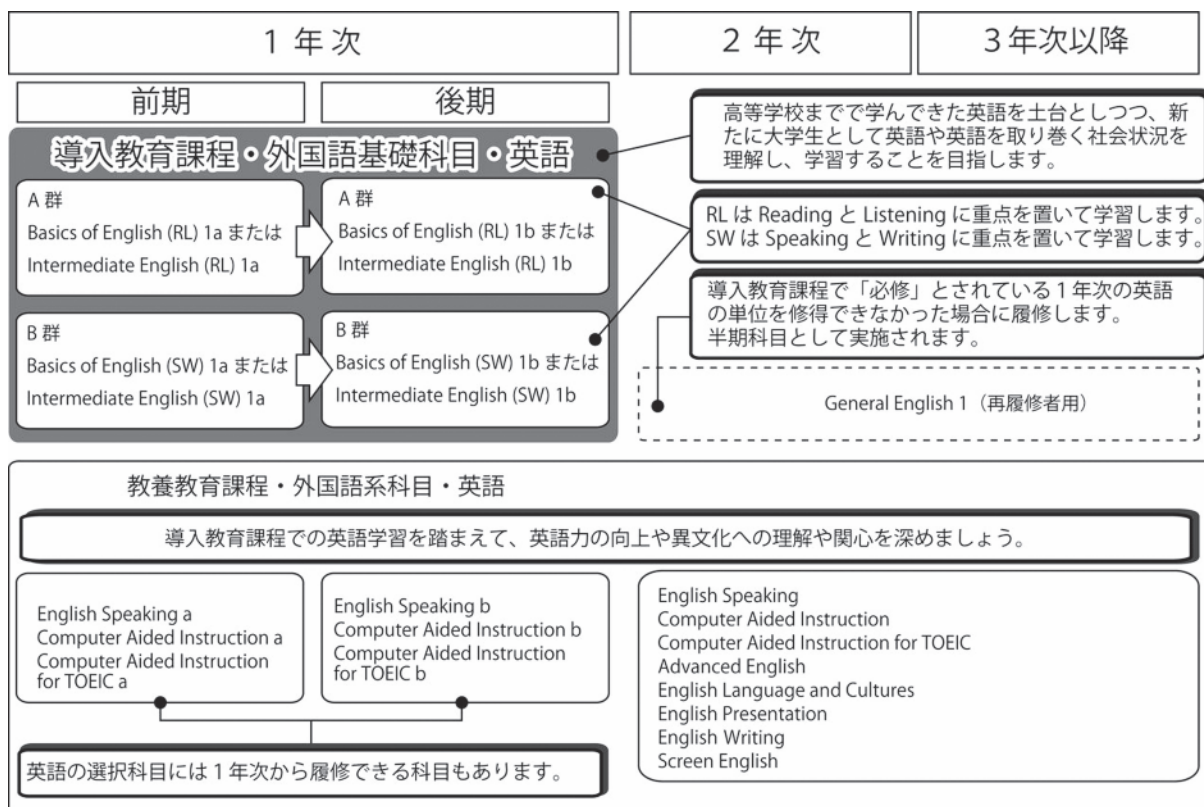 1 年 次
2 年 次
3 年次以降
前期
後期
導入教育課程・外国語基礎科目・英語
A 群
Basics of English (RL) 1a または
Intermediate English (RL) 1a
A 群
Basics of English (RL) 1b または
Intermediate English (RL) 1b
B 群
Basics of English (SW) 1a または
Intermediate English (SW) 1a
B 群
Basics of English (SW) 1b または
Intermediate English (SW) 1b
高等学校までで学んできた英語を土台としつつ、新
たに大学生として英語や英語を取り巻く社会状況を
理解し、学習することを目指します。
RL は Reading と Listening に重点を置いて学習します。
SW は Speaking と Writing に重点を置いて学習します。
導入教育課程で「必修」とされている 1 年次の英語
の単位を修得できなかった場合に履修します。
半期科目として実施されます。
General English 1（再履修者用）
教養教育課程・外国語系科目・英語
導入教育課程での英語学習を踏まえて、英語力の向上や異文化への理解や関心を深めましょう。
English Speaking a
Computer Aided Instruction a
Computer Aided Instruction
for TOEIC a
English Speaking b
Computer Aided Instruction b
Computer Aided Instruction
for TOEIC b
英語の選択科目には 1 年次から履修できる科目もあります。
English Speaking
Computer Aided Instruction
Computer Aided Instruction for TOEIC
Advanced English
English Language and Cultures
English Presentation
English Writing
Screen English